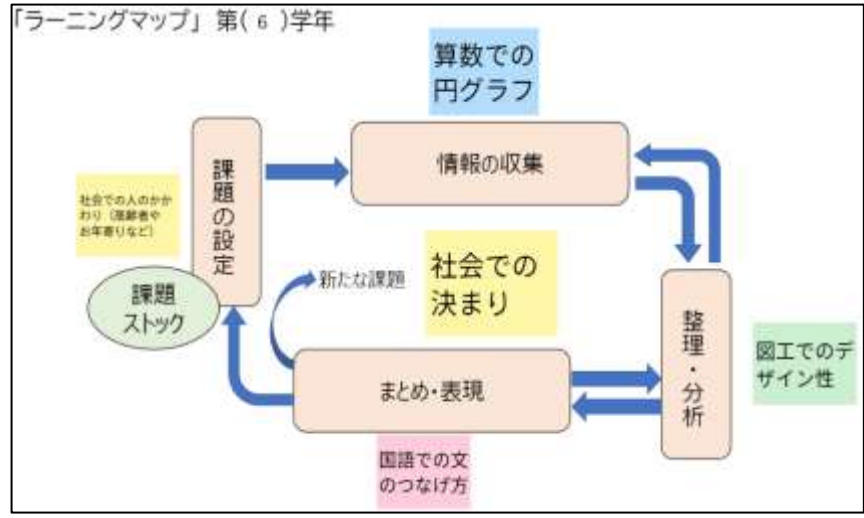 「ラーニングマップ」 第( 6 )学年
算数での
円グラフ
情報の収集
課題の設定
社会での人のかか
わり（高齢者や
お年寄りなど）
課題
ストック
新たな課題
社会での
決まり
整理・分析
図工でのデ
ザイン性
まとめ・表現
国語での文
のつなげ方